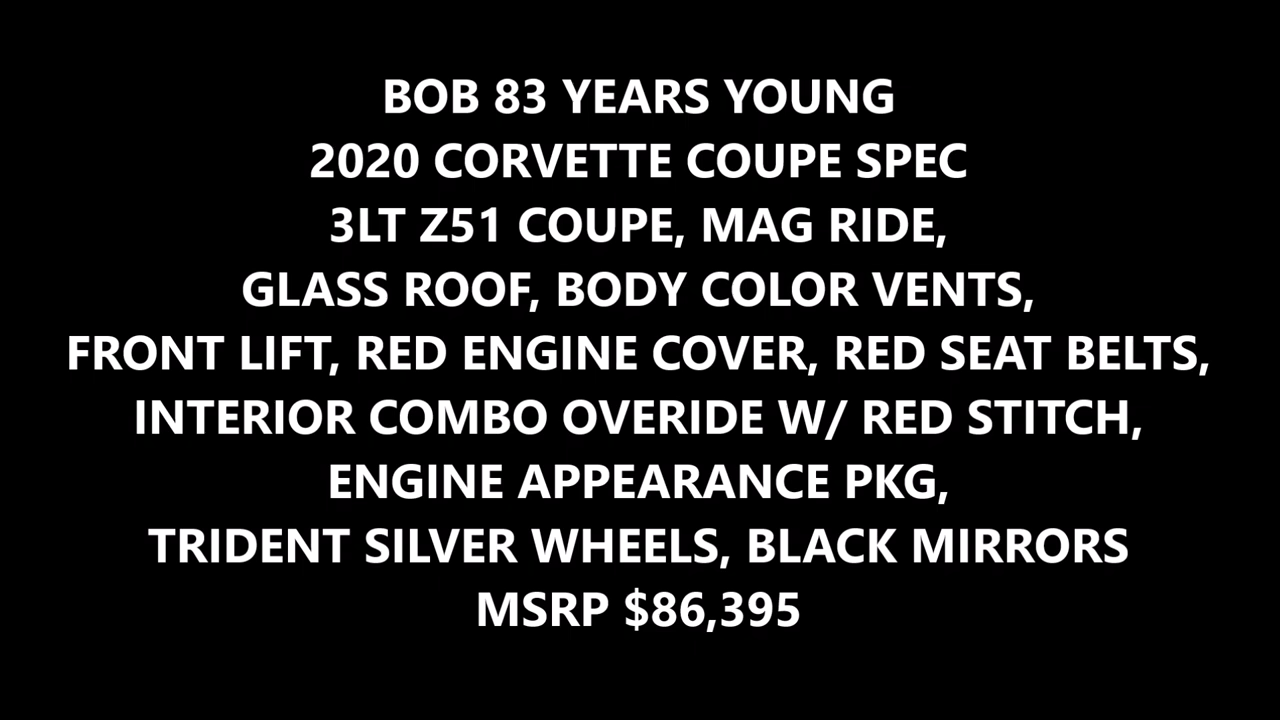 BOB 83 YEARS YOUNG
2020 CORVETTE COUPE SPEC
3LT Z51 COUPE, MAG RIDE,
GLASS ROOF, BODY COLOR VENTS,
FRONT LIFT, RED ENGINE COVER, RED SEAT BELTS,
INTERIOR COMBO OVERIDE W/ RED STITCH,
ENGINE APPEARANCE PKG,
TRIDENT SILVER WHEELS, BLACK MIRRORS
MSRP $86,395